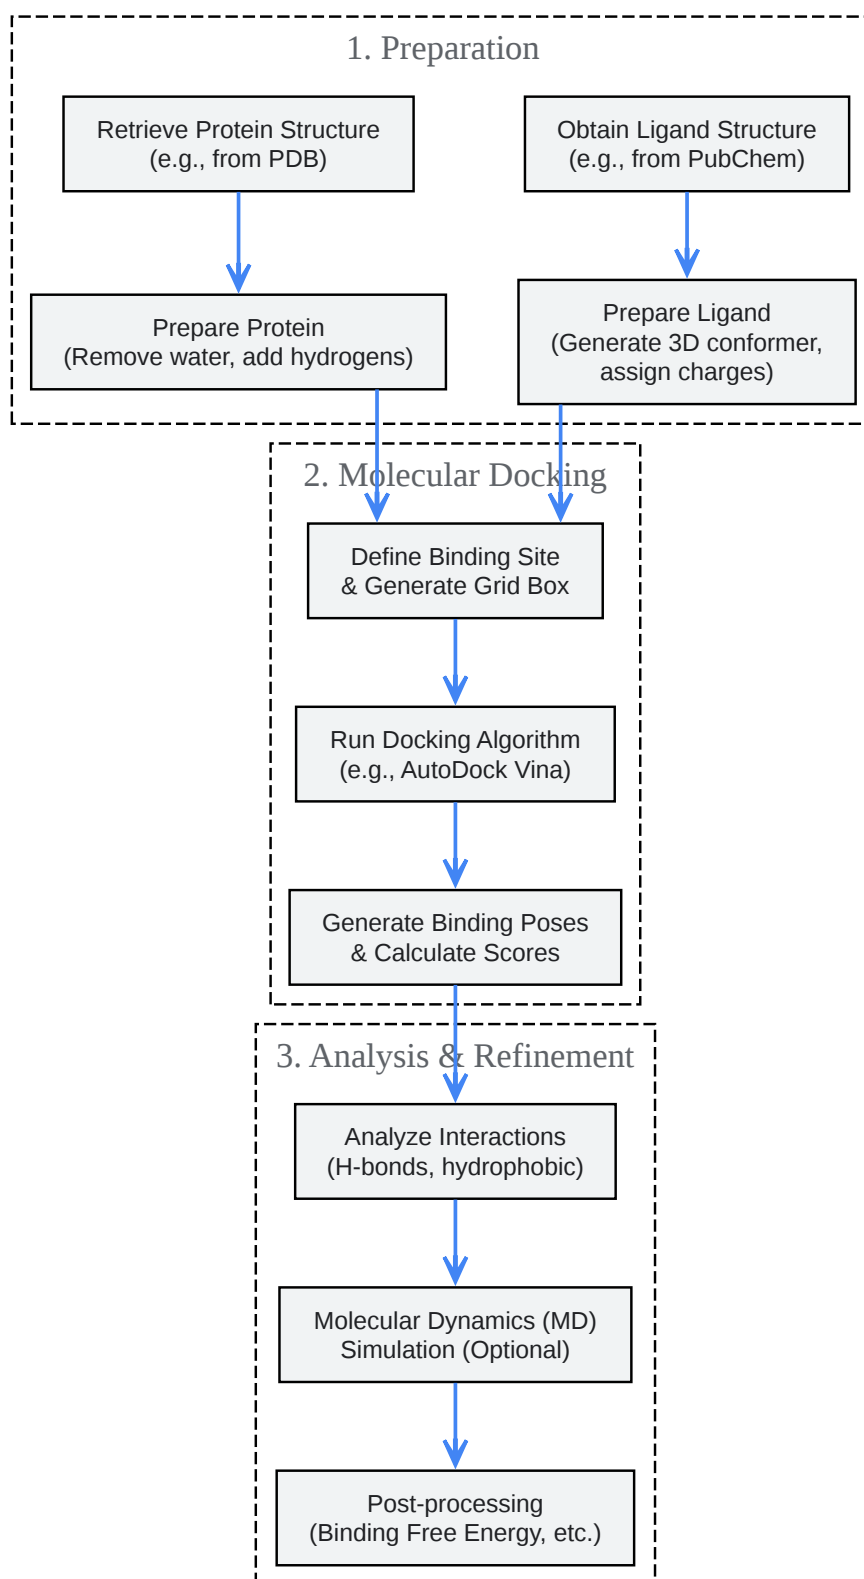 1. Preparation
Retrieve Protein Structure
(e.g., from PDB)
Obtain Ligand Structure
(e.g., from PubChem)
Prepare Protein
(Remove water, add hydrogens)
Prepare Ligand
(Generate 3D conformer,
assign charges)
2. Molecular Docking
Define Binding Site
& Generate Grid Box
Run Docking Algorithm
(e.g., AutoDock Vina)
Generate Binding Poses
& Calculate Scores
3. Analysis & Refinement
Analyze Interactions
(H-bonds, hydrophobic)
Molecular Dynamics (MD)
Simulation (Optional)
Post-processing
(Binding Free Energy, etc.)